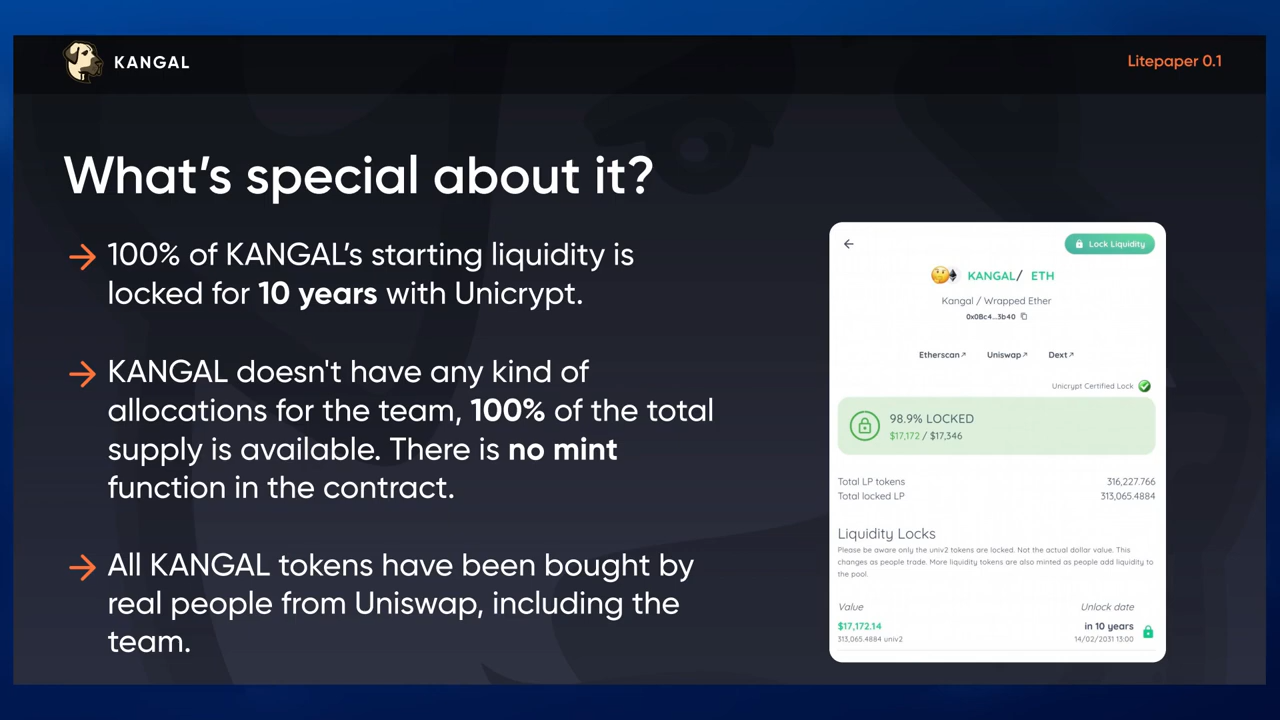 KANGAL
Litepaper 0.1
What's special about it?
100% of KANGAL's starting liquidity is
locked for 10 years with Unicrypt.
KANGAL doesn't have any kind of
allocations for the team, 100% of the total
supply is available. There is no mint
function in the contract.
All KANGAL tokens have been bought by
real people from Uniswap, including the
team.
Lock Liquidity
KANGAL/ ETH
Kangal / Wrapped Ether
0x0Bc4...3b40
Etherscan↗ Uniswap↗ Dext↗
Unicrypt Certified Lock
98.9% LOCKED
$17,172 / $17,346
Total LP tokens 316,227.766
Total locked LP 313,065.4884
Liquidity Locks
Please be aware only the univ2 tokens are locked. Not the actual dollar value. This
changes as people trade. More liquidity tokens are also minted as people add liquidity to
the pool.
Value Unlock date
$17,172.14 in 10 years
313,065.4884 univ2 14/02/2031 13:00